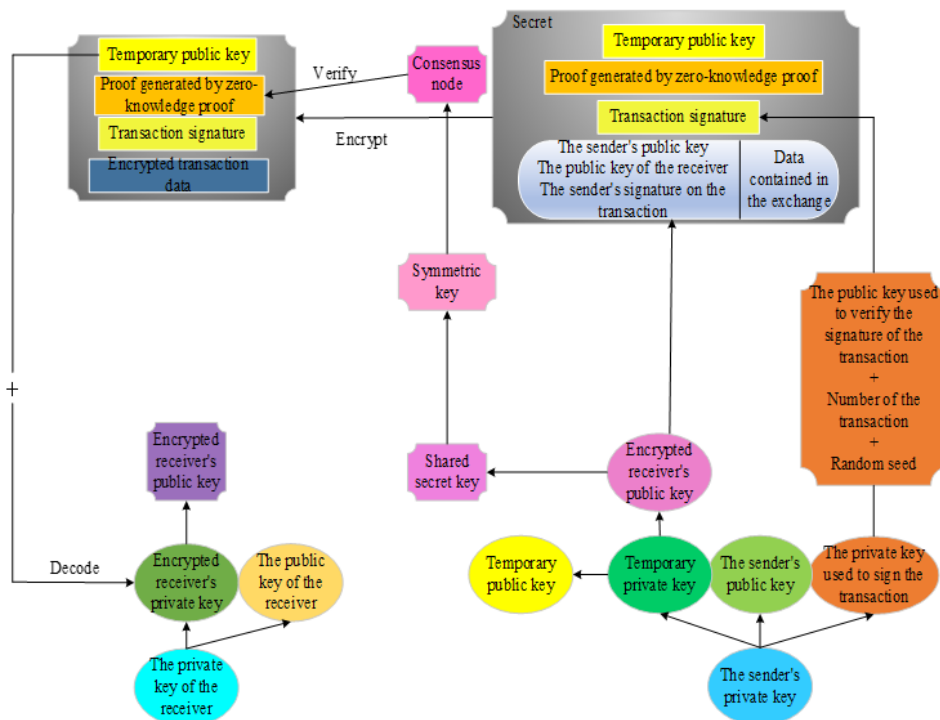 Secret
Temporary public key
Proof generated by zero-
knowledge proof
Transaction signature
Encrypted transaction
data
Verify
Consensus
node
Encrypt
Temporary public key
Proof generated by zero-knowledge proof
Transaction signature
The sender's public key
The public key of the receiver
The sender's signature on the
transaction
Data
contained in
the exchange
Symmetric
key
The public key used
to verify the
signature of the
transaction
+
Number of the
transaction
+
Random seed
+
Encrypted
receiver's
public key
Shared
secret key
Encrypted
receiver's
public key
Decode
Encrypted
receiver's
private key
The public
key of the
receiver
Temporary
public key
Temporary
private key
The sender's
public key
The private key
used to sign the
transaction
The private
key of the
receiver
The sender's
private key